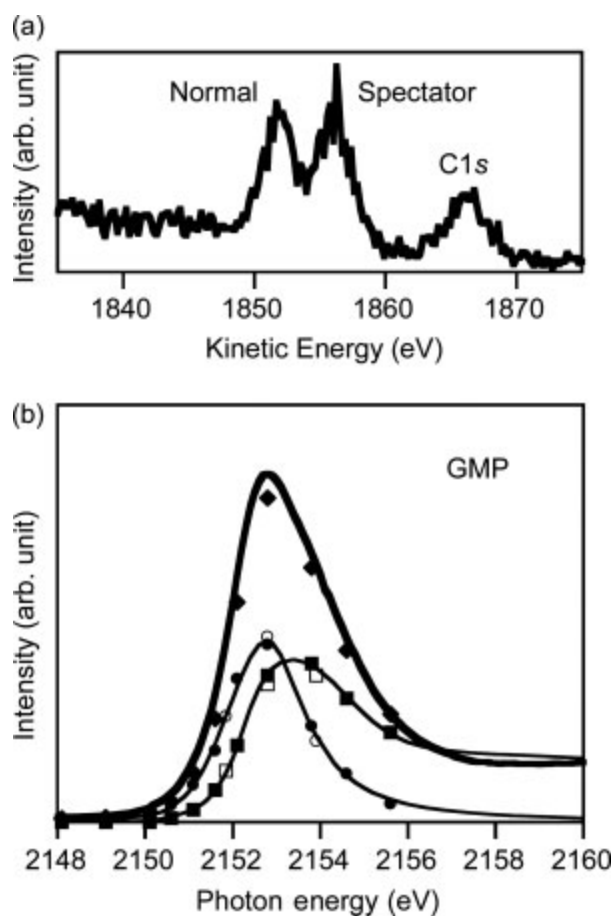 (a)
Intensity (arb. unit)
Normal
Spectator
C1s
1840 1850 1860 1870
Kinetic Energy (eV)
(b)
Intensity (arb. unit)
GMP
2148 2150 2152 2154 2156 2158 2160
Photon energy (eV)